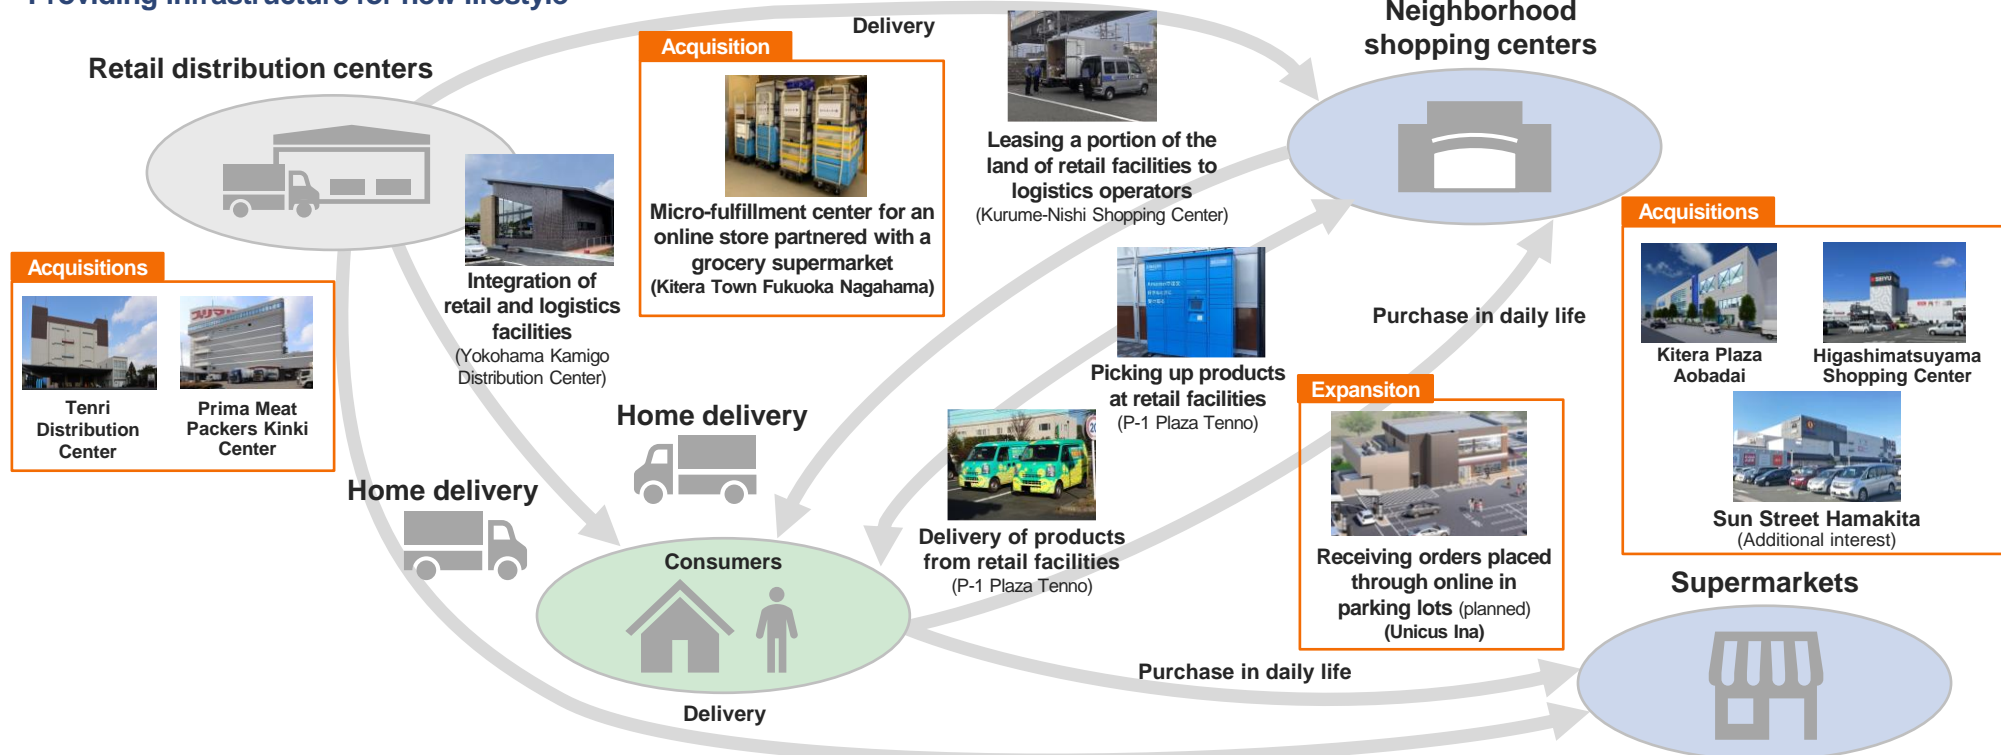 Providing infrastructure for new lifestyle
Delivery
Neighborhood
shopping centers
Retail distribution centers
Acquisition
Micro-fulfillment center for an
online store partnered with a
grocery supermarket
(Kitera Town Fukuoka Nagahama)
Leasing a portion of the
land of retail facilities to
logistics operators
(Kurume-Nishi Shopping Center)
Integration of
retail and logistics
facilities
(Yokohama Kamigo
Distribution Center)
Acquisitions
Tenri
Distribution
Center
Prima Meat
Packers Kinki
Center
Acquisitions
SEIYU
Kitera Plaza
Aobadai
Higashimatsuyama
Shopping Center
Sun Street Hamakita
(Additional interest)
Purchase in daily life
Picking up products
at retail facilities
(P-1 Plaza Tenno)
Expansiton
Receiving orders placed
through online in
parking lots (planned)
(Unicus Ina)
Home delivery
Home delivery
20
Delivery of products
from retail facilities
(P-1 Plaza Tenno)
Consumers
Supermarkets
Purchase in daily life
Delivery